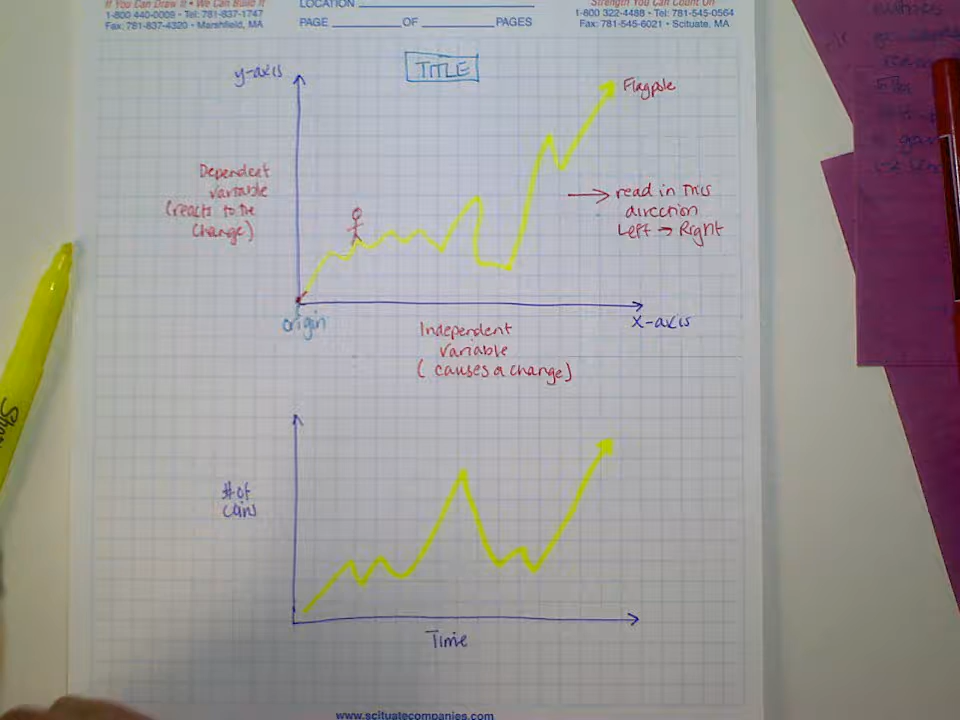 If You Can Draw It • We Can Build It
1-800 440-0009 • Tel: 781-837-1747
Fax: 781-837-4320 • Marshfield, MA
LOCATION
PAGE OF PAGES
Strength You Can Count On
1-800 322-4488 • Tel: 781-545-0564
Fax: 781-545-6021 • Scituate, MA
TITLE
y-axis
Flagpole
Dependent
variable
(reacts to the
change)
read in this
direction
Left → Right
origin
x-axis
Independent
variable
( causes a change)
# of
coins
Time
www.scituatecompanies.com